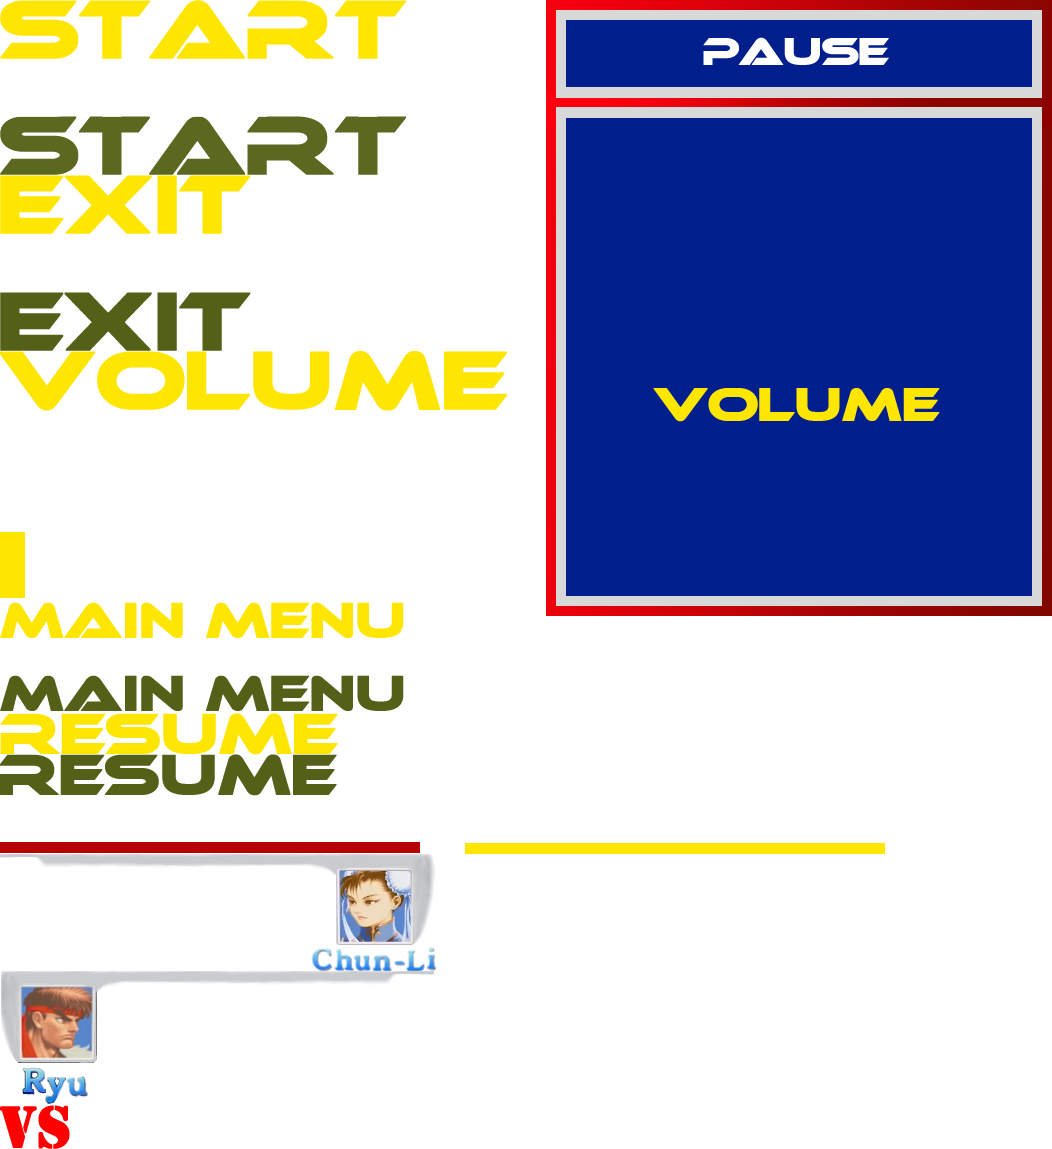 START
START
EXIT
EXIT
VOLUME
MAIN MENU
MAIN MENU
RESUME
RESUME
Chun-Li
Ryu
VS
PAUSE
VOLUME